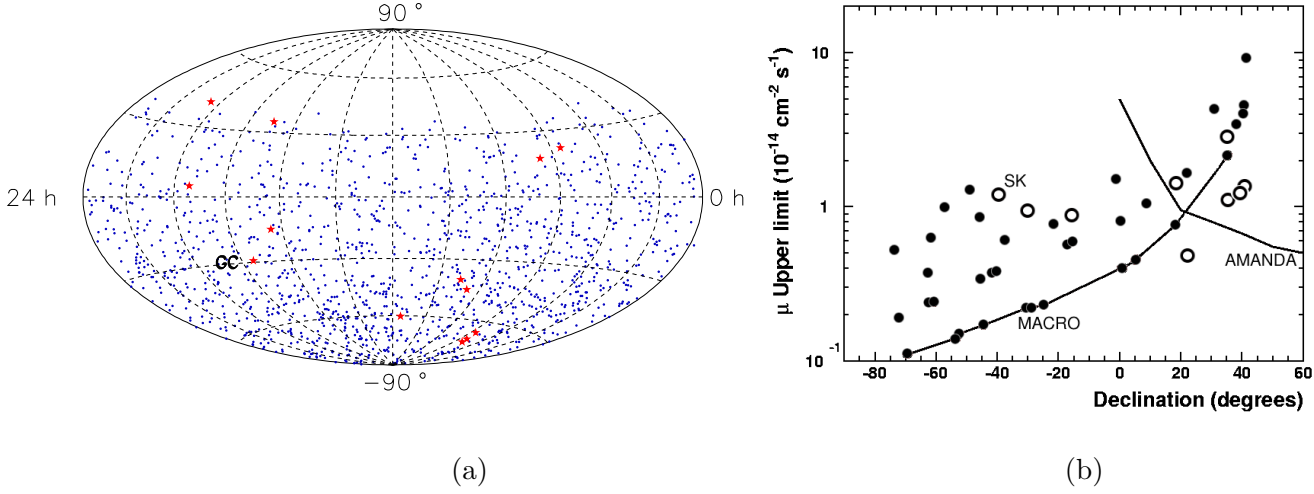 90 °
24 h
0 h
GC
−90 °
(a)
μ Upper limit (10⁻¹⁴ cm⁻² s⁻¹)
10
1
10⁻¹
SK
AMANDA
MACRO
-80 -60 -40 -20 0 20 40 60
Declination (degrees)
(b)